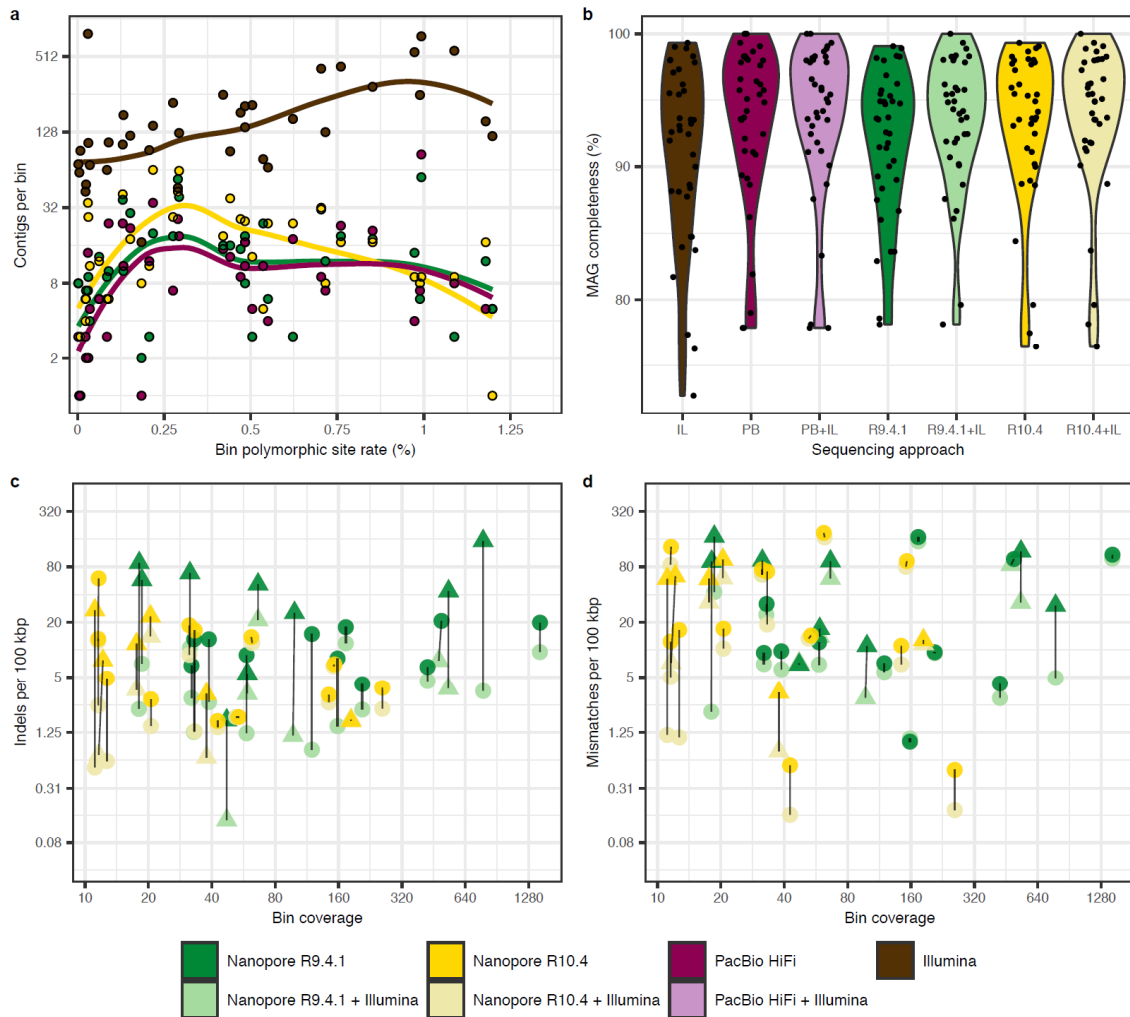 a
Contigs per bin
512
128
32
8
2
0
0.25
0.5
0.75
1
1.25
Bin polymorphic site rate (%)
b
MAG completeness (%)
100
90
80
IL
PB
PB+IL
R9.4.1
R9.4.1+IL
R10.4
R10.4+IL
Sequencing approach
c
Indels per 100 kbp
320
80
20
5
1.25
0.31
0.08
10
20
40
80
160
320
640
1280
Bin coverage
d
Mismatches per 100 kbp
320
80
20
5
1.25
0.31
0.08
10
20
40
80
160
320
640
1280
Bin coverage
Nanopore R9.4.1
Nanopore R10.4
PacBio HiFi
Illumina
Nanopore R9.4.1 + Illumina
Nanopore R10.4 + Illumina
PacBio HiFi + Illumina